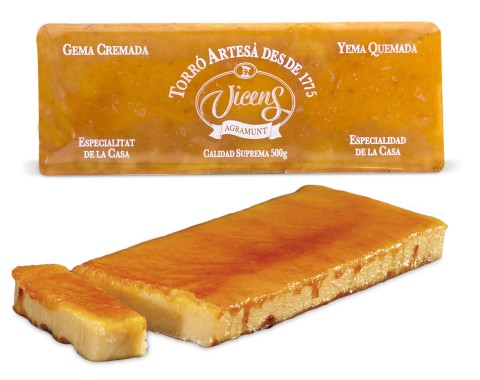 GEMA CREMADA
TORRÓ ARTESÀ DES DE 1775
YEMA QUEMADA
Vicens
AGRAMUNT
ESPECIALITAT
DE LA CASA
CALIDAD SUPREMA 500g
ESPECIALIDAD
DE LA CASA